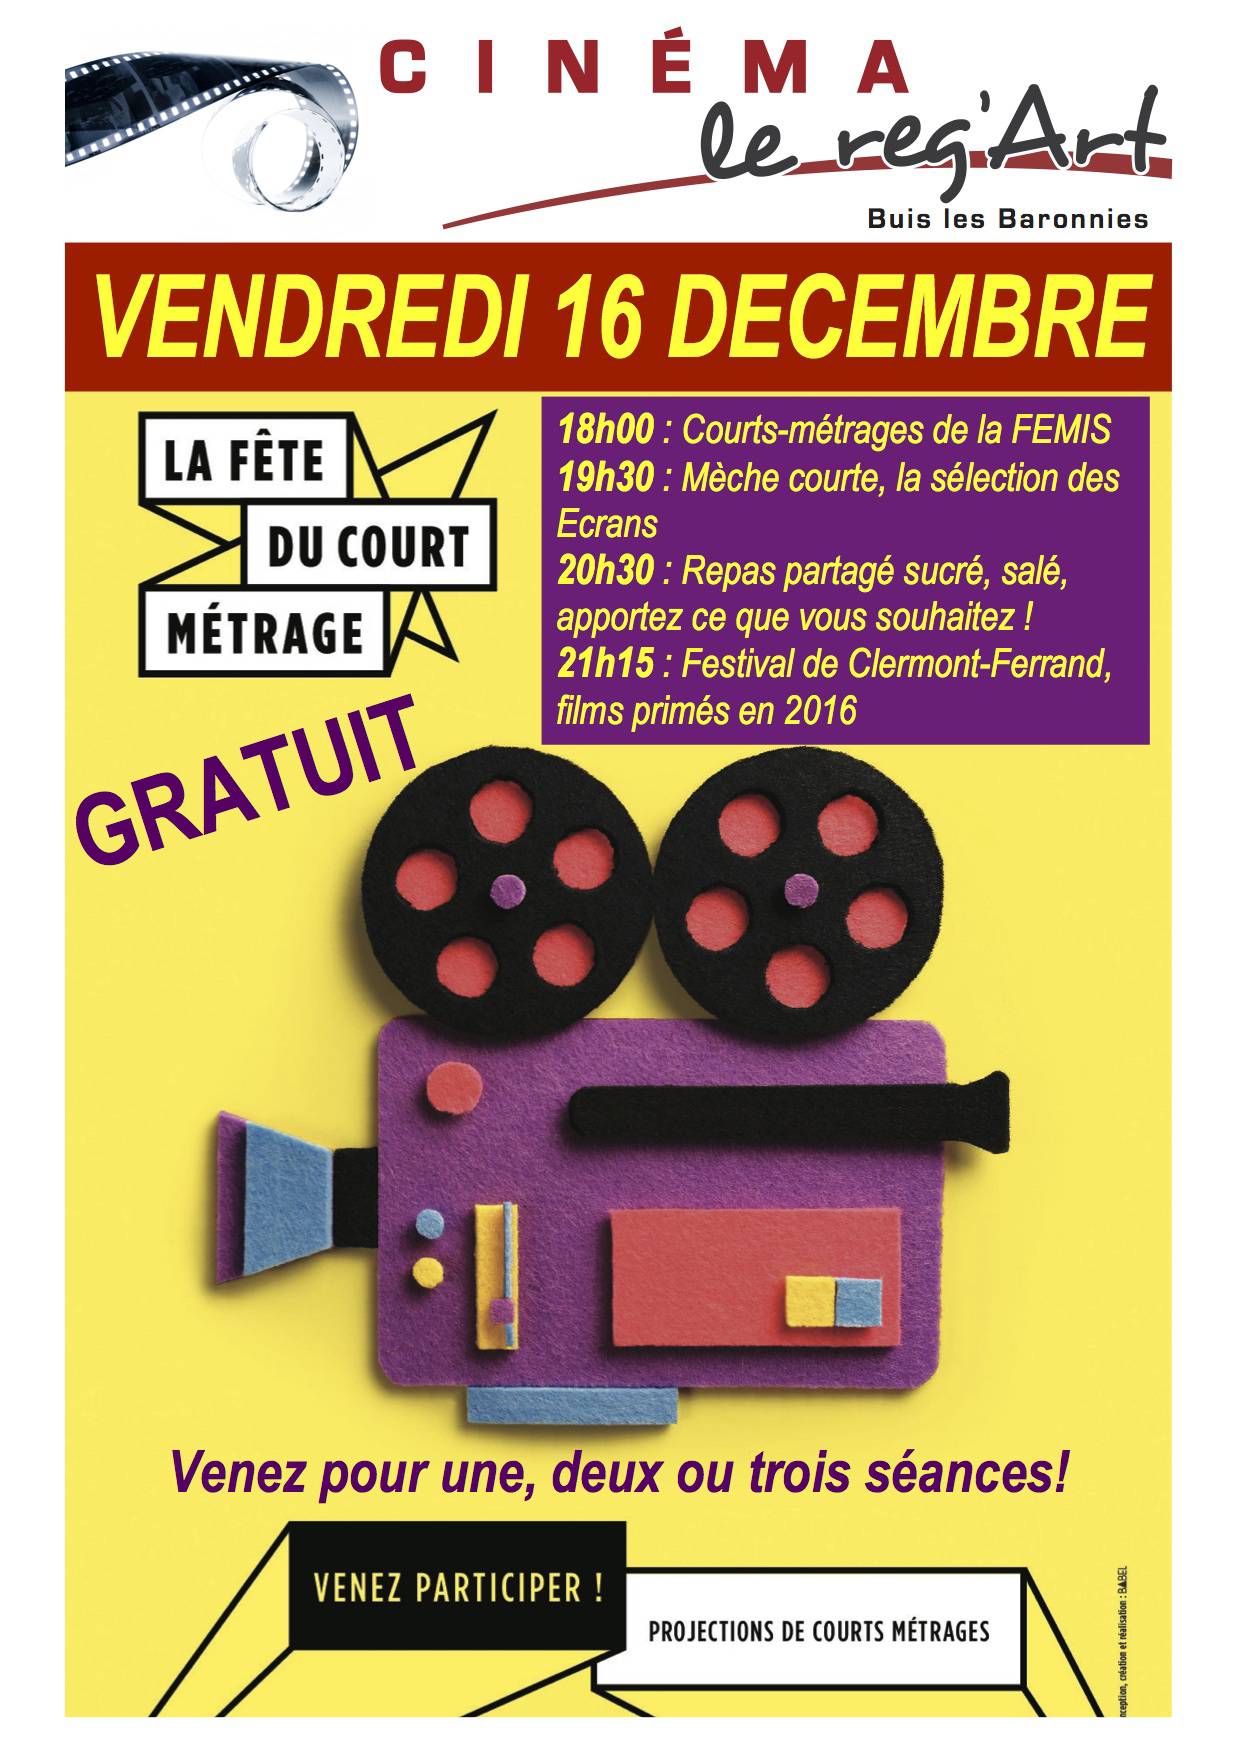 CINÉMA
le reg'Art
Buis les Baronnies
VENDREDI 16 DECEMBRE
LA FÊTE
DU COURT
MÉTRAGE
18h00 : Courts-métrages de la FEMIS
19h30 : Mèche courte, la sélection des
Ecrans
20h30 : Repas partagé sucré, salé,
apportez ce que vous souhaitez !
21h15 : Festival de Clermont-Ferrand,
films primés en 2016
GRATUIT
Venez pour une, deux ou trois séances!
VENEZ PARTICIPER !
PROJECTIONS DE COURTS MÉTRAGES
création et réalisation : BABEL